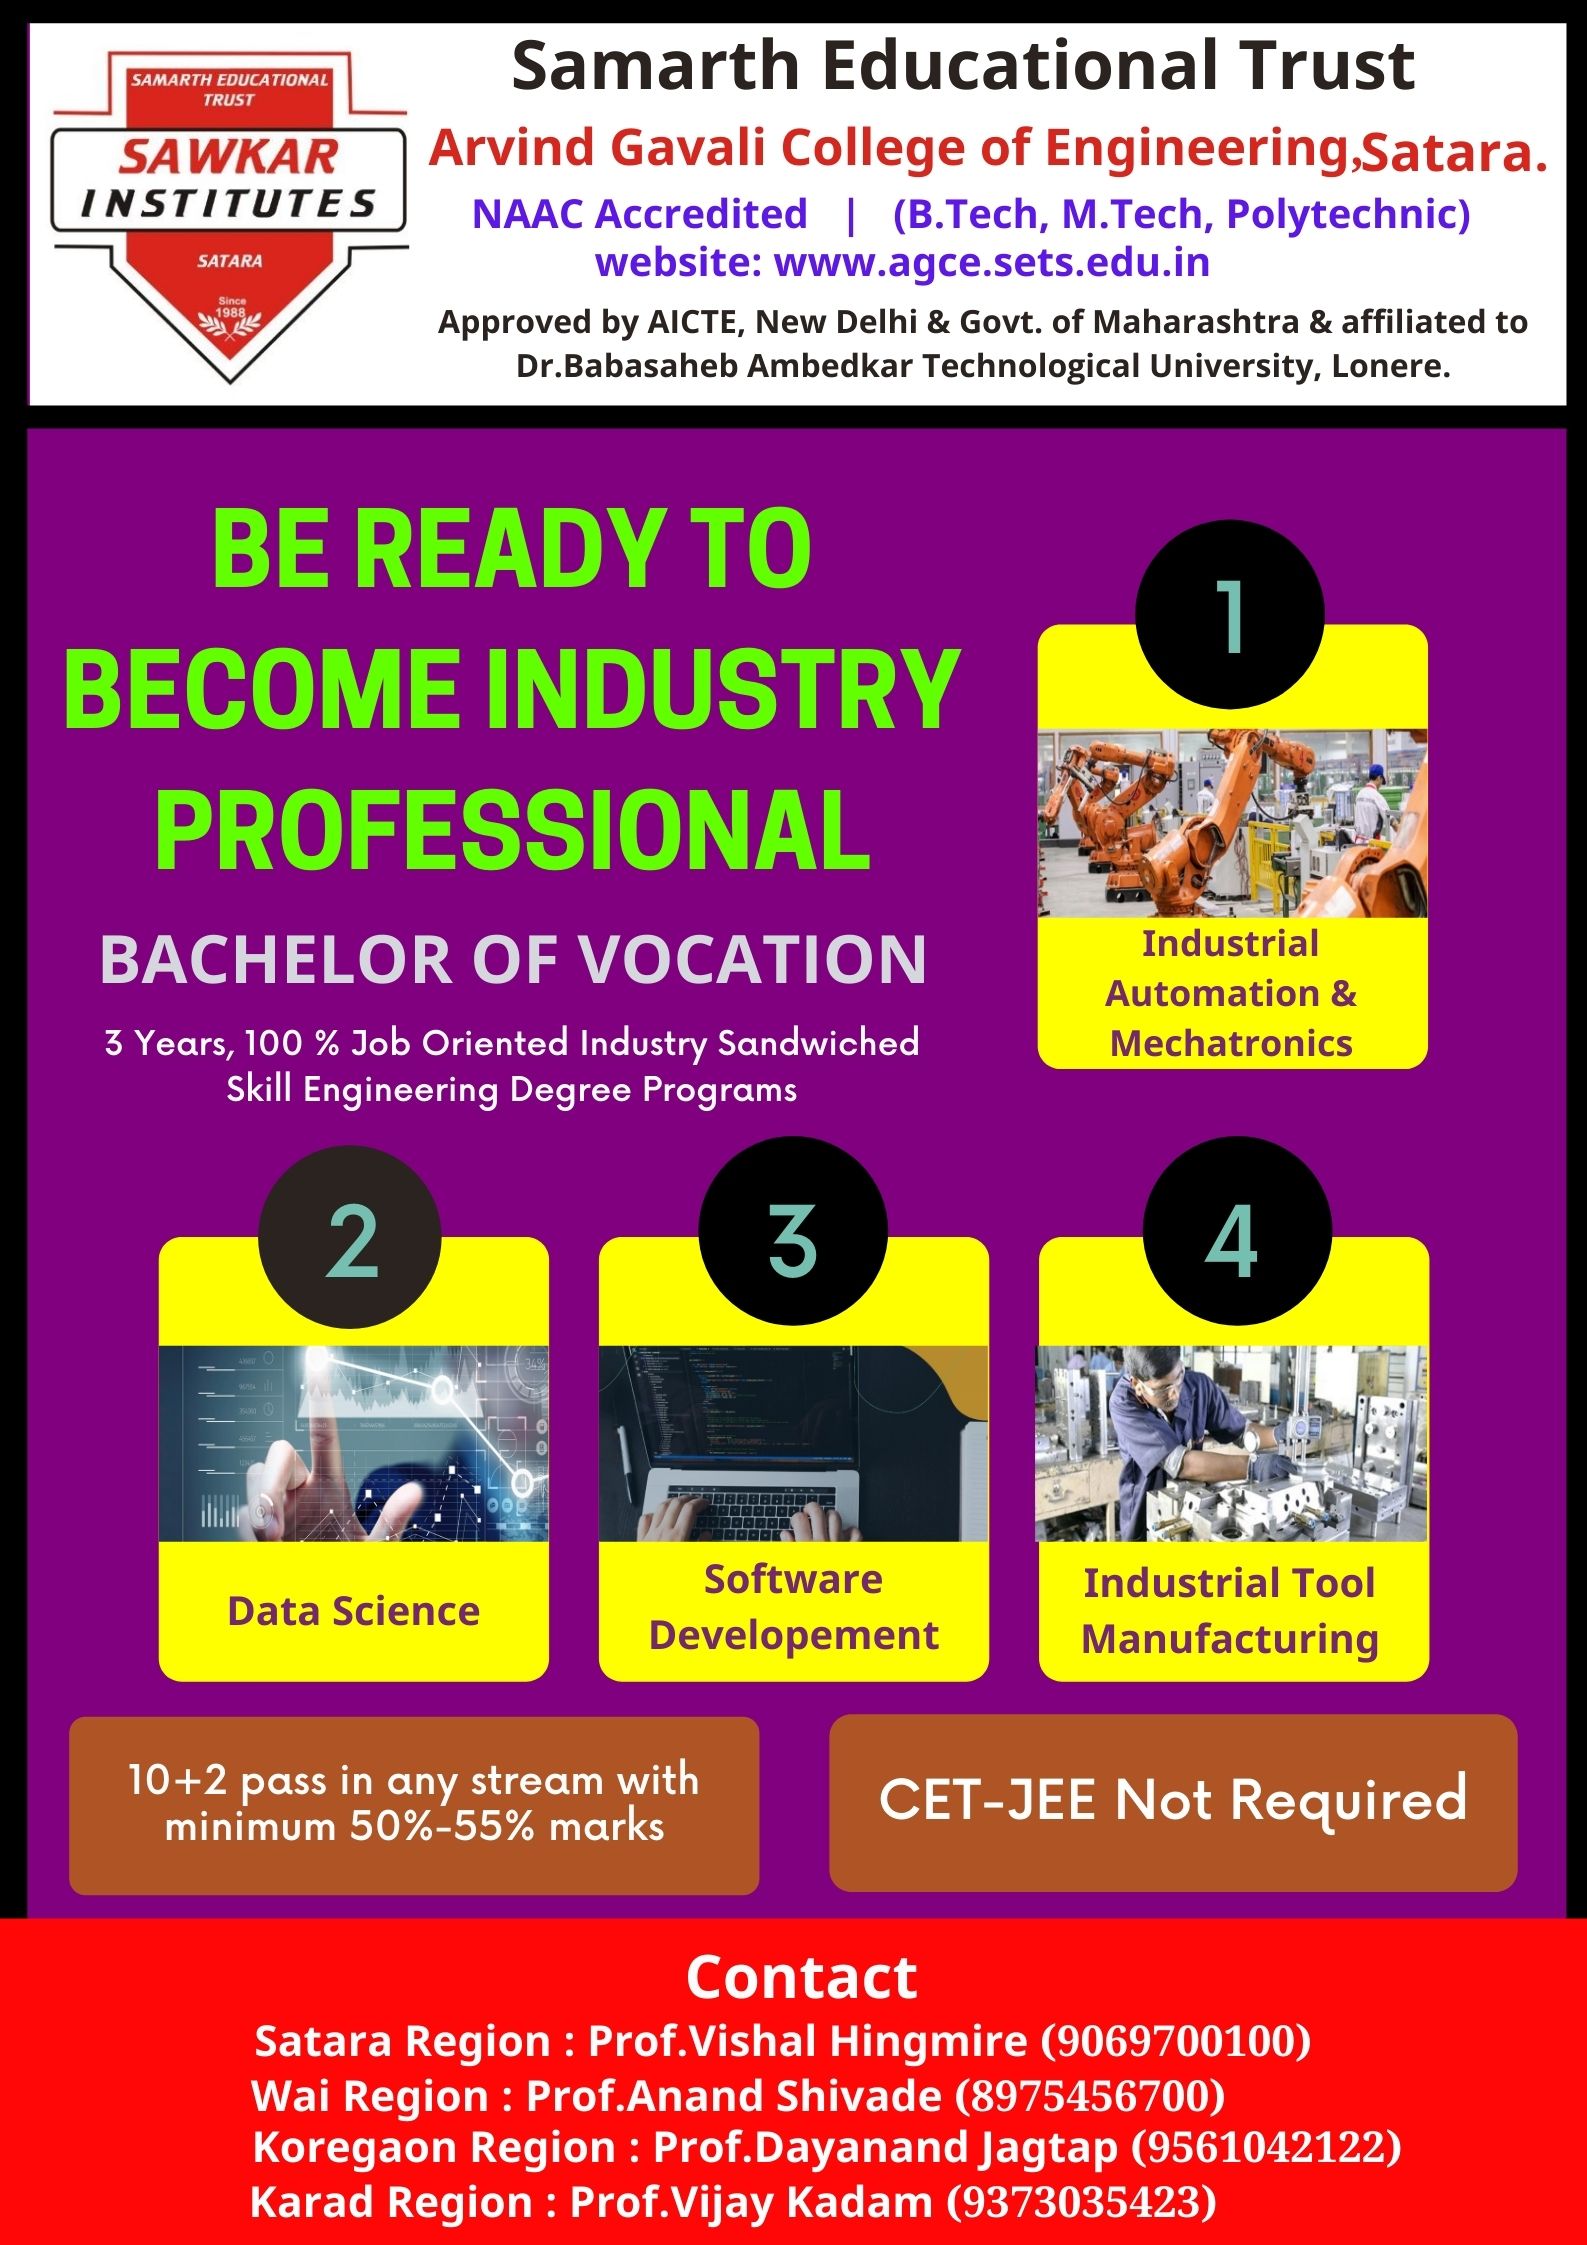 SAMARTH EDUCATIONAL
TRUST
SAWKAR
INSTITUTES
SATARA
Since
1988
Samarth Educational Trust
Arvind Gavali College of Engineering,Satara.
NAAC Accredited | (B.Tech, M.Tech, Polytechnic)
website: www.agce.sets.edu.in
Approved by AICTE, New Delhi & Govt. of Maharashtra & affiliated to
Dr.Babasaheb Ambedkar Technological University, Lonere.
BE READY TO
BECOME INDUSTRY
PROFESSIONAL
BACHELOR OF VOCATION
3 Years, 100 % Job Oriented Industry Sandwiched
Skill Engineering Degree Programs
1
Industrial
Automation &
Mechatronics
2
34%
Data Science
3
Software
Developement
4
Industrial Tool
Manufacturing
10+2 pass in any stream with
minimum 50%-55% marks
CET-JEE Not Required
Contact
Satara Region : Prof.Vishal Hingmire (9069700100)
Wai Region : Prof.Anand Shivade (8975456700)
Koregaon Region : Prof.Dayanand Jagtap (9561042122)
Karad Region : Prof.Vijay Kadam (9373035423)